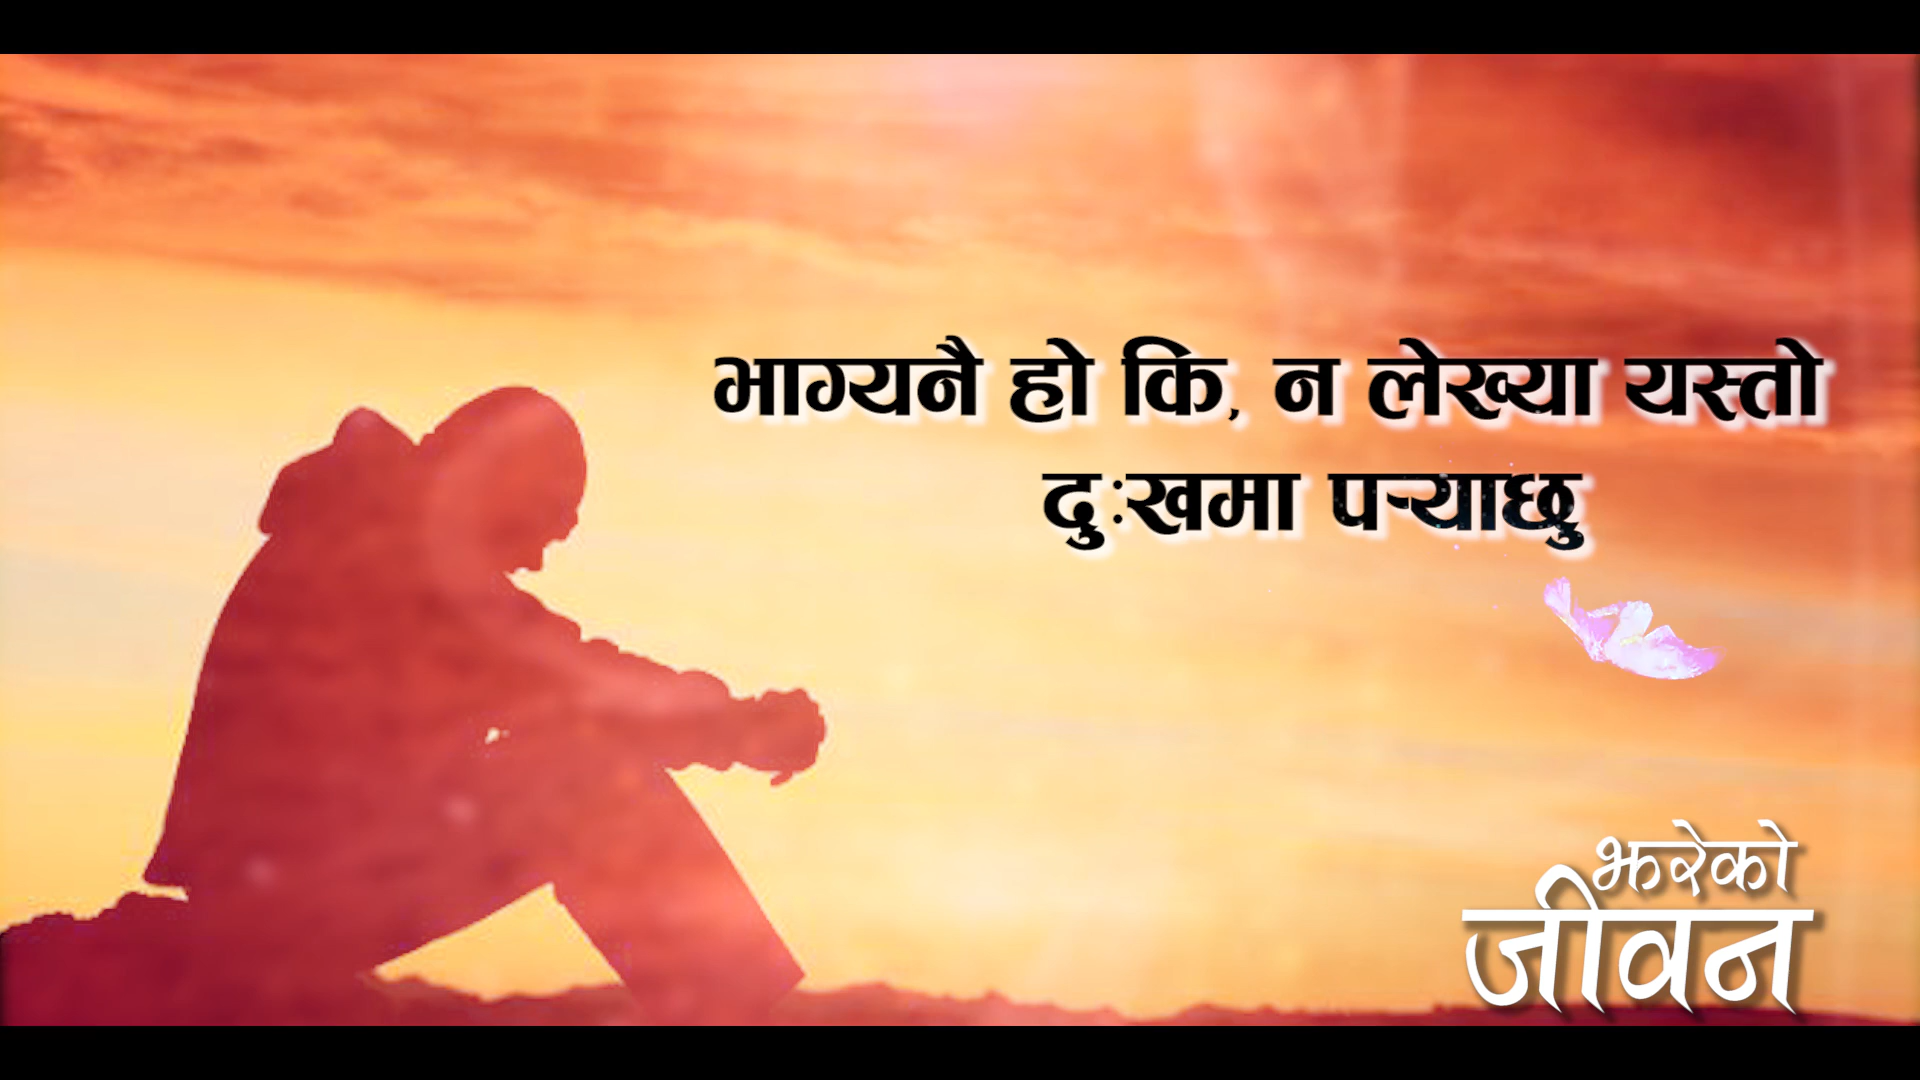 भाग्यनै हो कि, न लेख्या यस्तो
दुःखमा पऱ्याछु
झरेको
जीवन